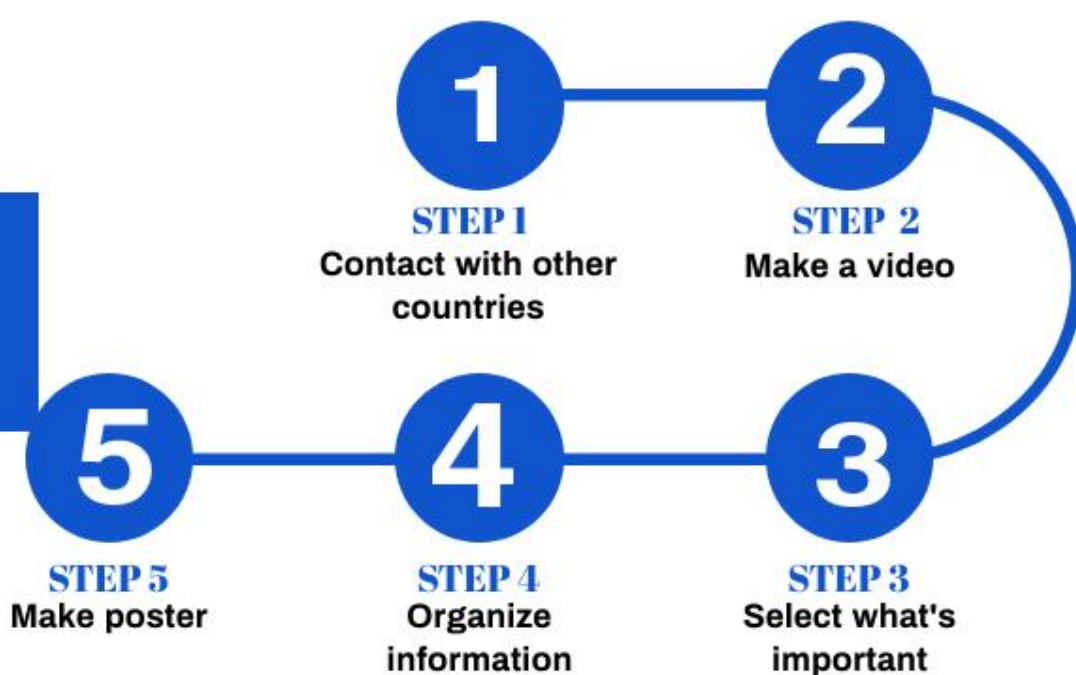 1
STEP 1
Contact with other
countries
2
STEP 2
Make a video
3
STEP 3
Select what's
important
4
STEP 4
Organize
information
5
STEP 5
Make poster